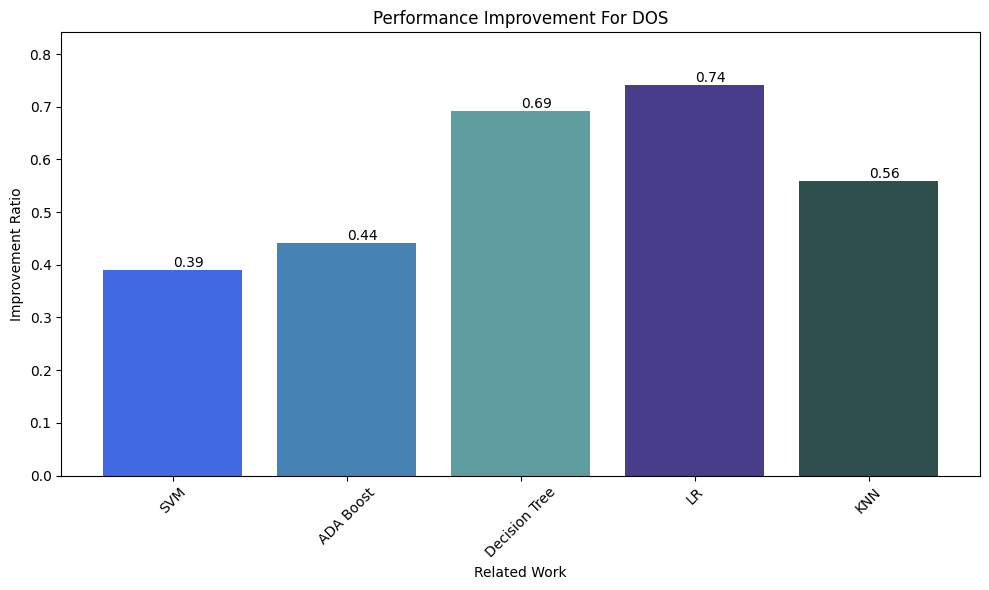 Performance Improvement For DOS
Improvement Ratio
0.8
0.7
0.6
0.5
0.4
0.3
0.2
0.1
0.0
0.39
0.44
0.69
0.74
0.56
SVM
ADA Boost
Decision Tree
LR
KNN
Related Work